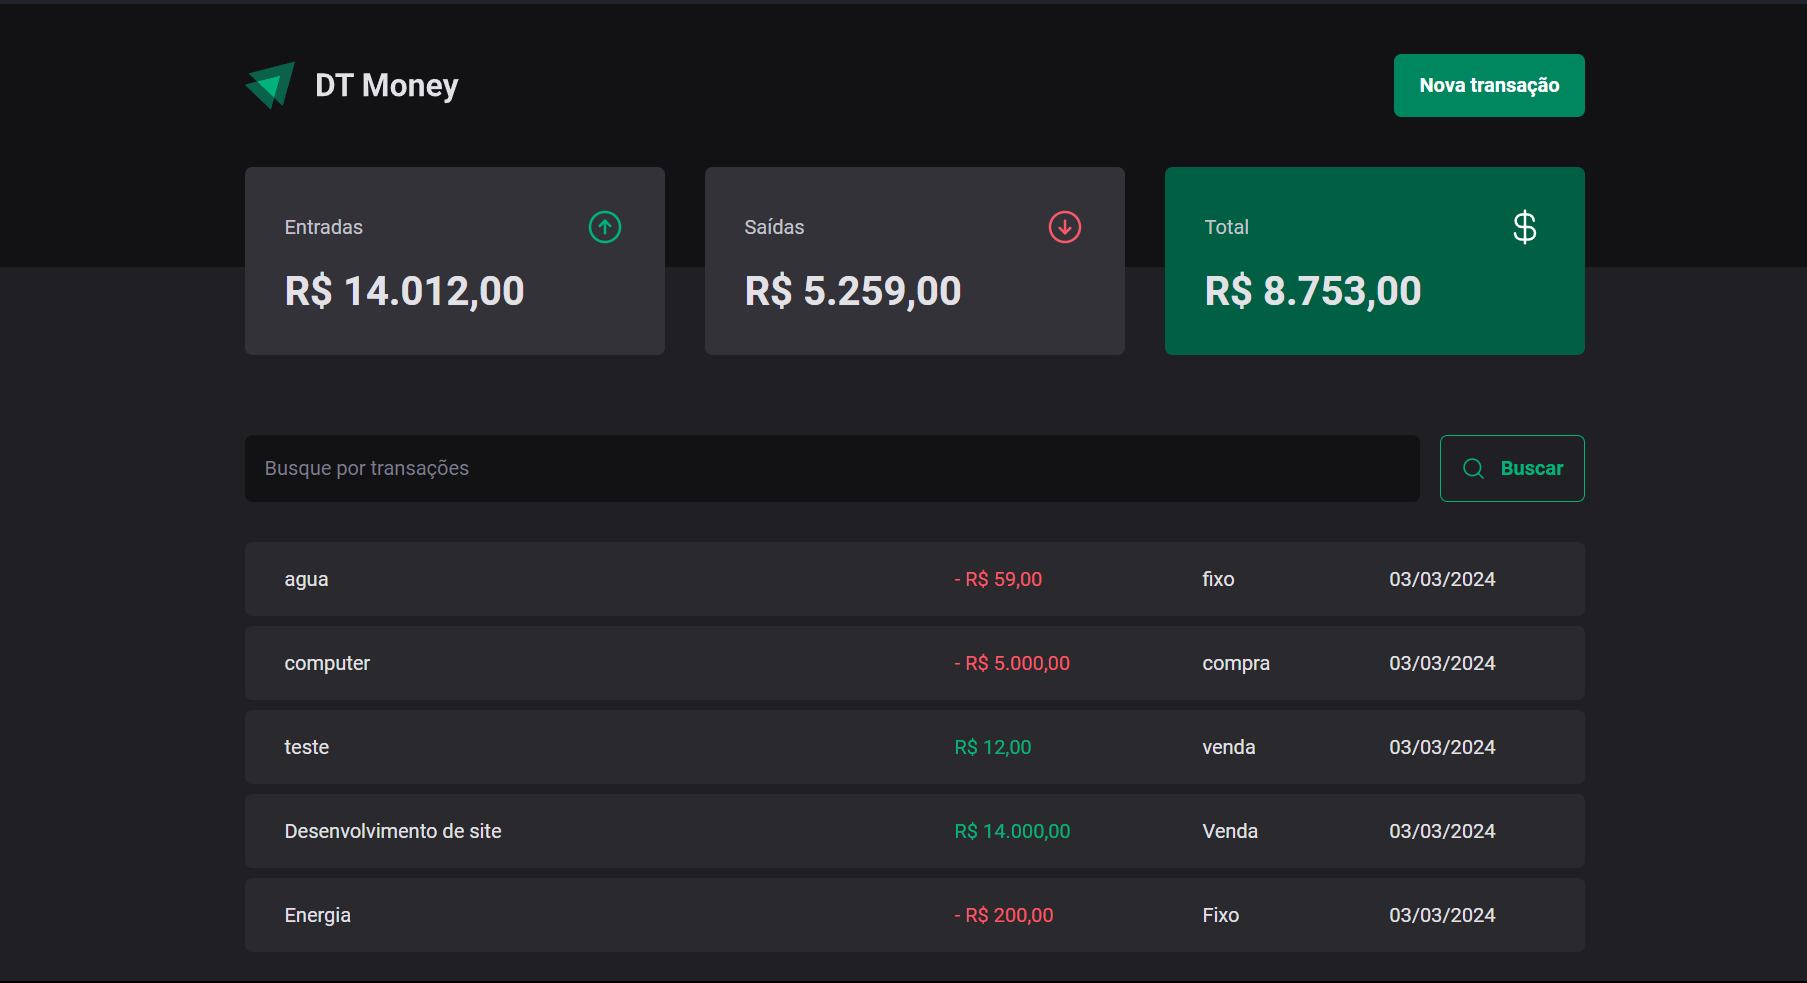 DT Money
Nova transação
Entradas
R$ 14.012,00
Saídas
R$ 5.259,00
Total
$
R$ 8.753,00
Busque por transações
Buscar
agua - R$ 59,00 fixo 03/03/2024
computer - R$ 5.000,00 compra 03/03/2024
teste R$ 12,00 venda 03/03/2024
Desenvolvimento de site R$ 14.000,00 Venda 03/03/2024
Energia - R$ 200,00 Fixo 03/03/2024